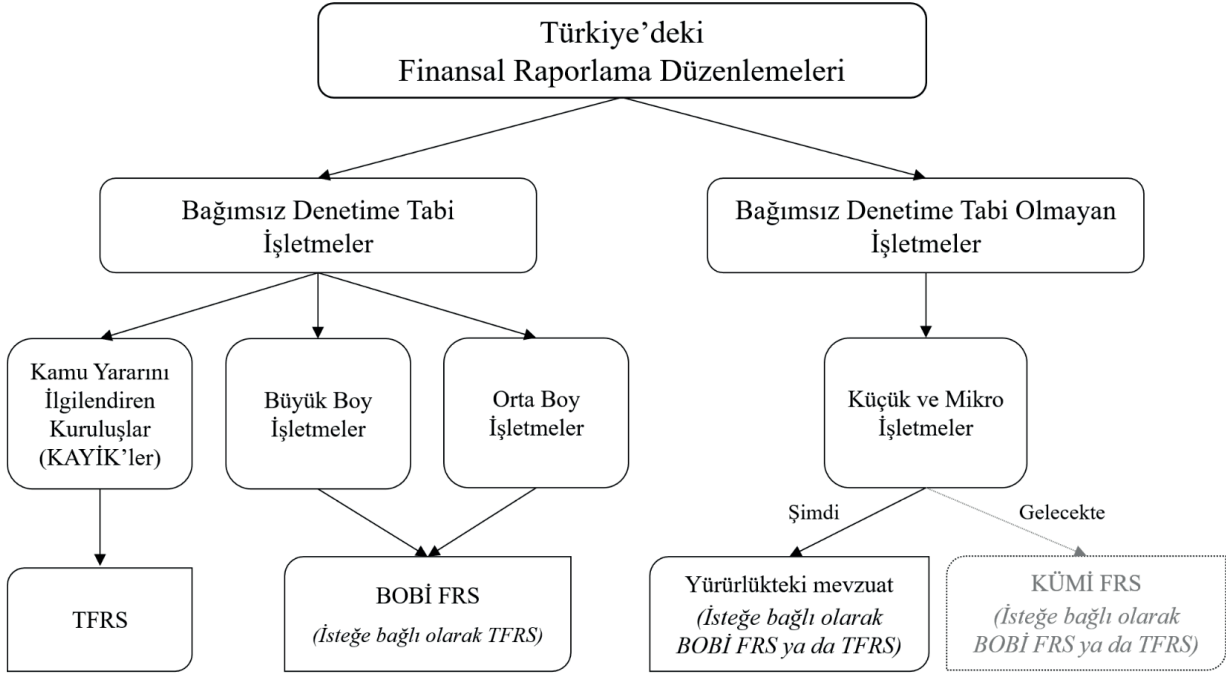 Türkiye’deki
Finansal Raporlama Düzenlemeleri
Bağımsız Denetime Tabi
İşletmeler
Bağımsız Denetime Tabi Olmayan
İşletmeler
Kamu Yararını
İlgilendiren
Kuruluşlar
(KAYİK’ler)
Büyük Boy
İşletmeler
Orta Boy
İşletmeler
Küçük ve Mikro
İşletmeler
Şimdi
Gelecekte
TFRS
BOBİ FRS
(İsteğe bağlı olarak TFRS)
Yürürlükteki mevzuat
(İsteğe bağlı olarak
BOBİ FRS ya da TFRS)
KÜMİ FRS
(İsteğe bağlı olarak
BOBİ FRS ya da TFRS)